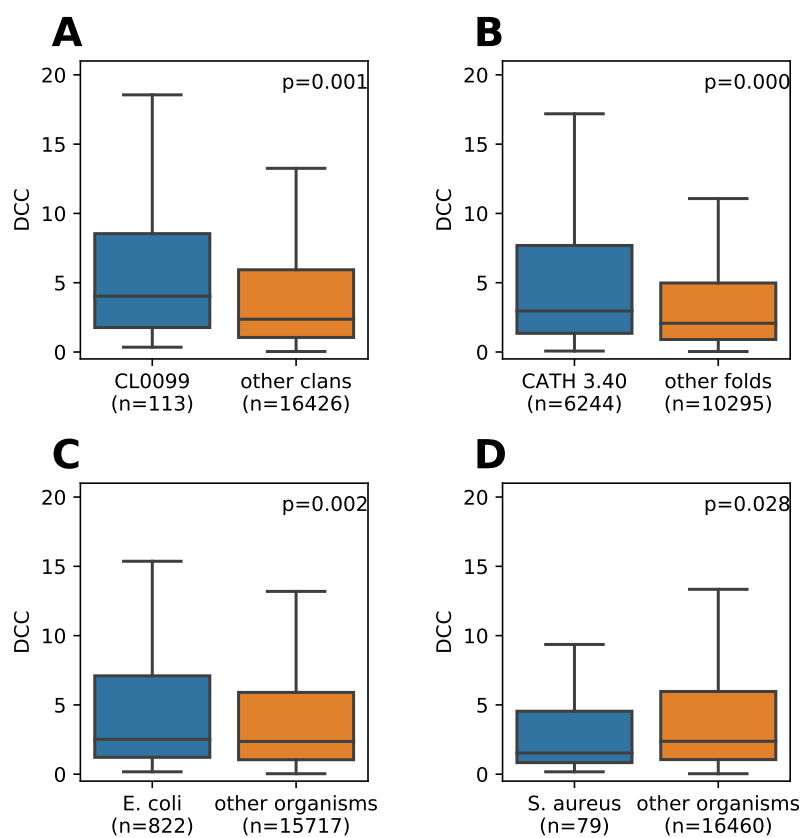 A
20
15
10
5
0
DCC
p=0.001
CL0099
(n=113)
other clans
(n=16426)
B
20
15
10
5
0
DCC
p=0.000
CATH 3.40
(n=6244)
other folds
(n=10295)
C
20
15
10
5
0
DCC
p=0.002
E. coli
(n=822)
other organisms
(n=15717)
D
20
15
10
5
0
DCC
p=0.028
S. aureus
(n=79)
other organisms
(n=16460)